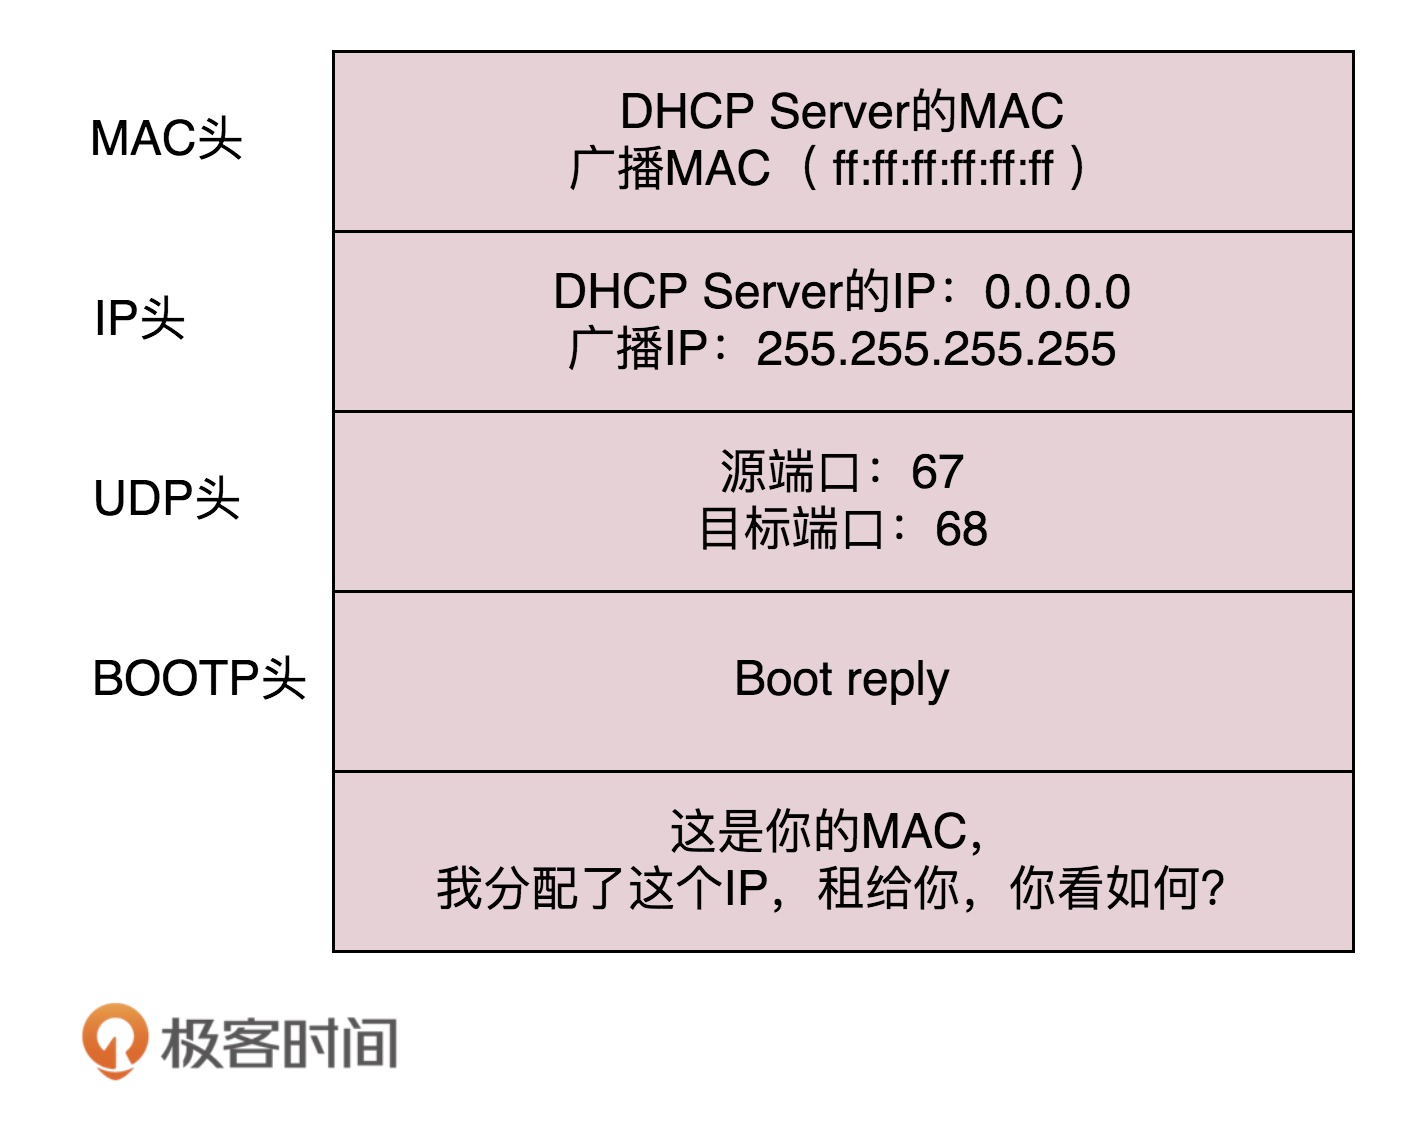 MAC头
DHCP Server的MAC
广播MAC（ff:ff:ff:ff:ff:ff）
IP头
DHCP Server的IP：0.0.0.0
广播IP：255.255.255.255
UDP头
源端口：67
目标端口：68
BOOTP头
Boot reply
这是你的MAC，
我分配了这个IP，租给你，你看如何？
极客时间